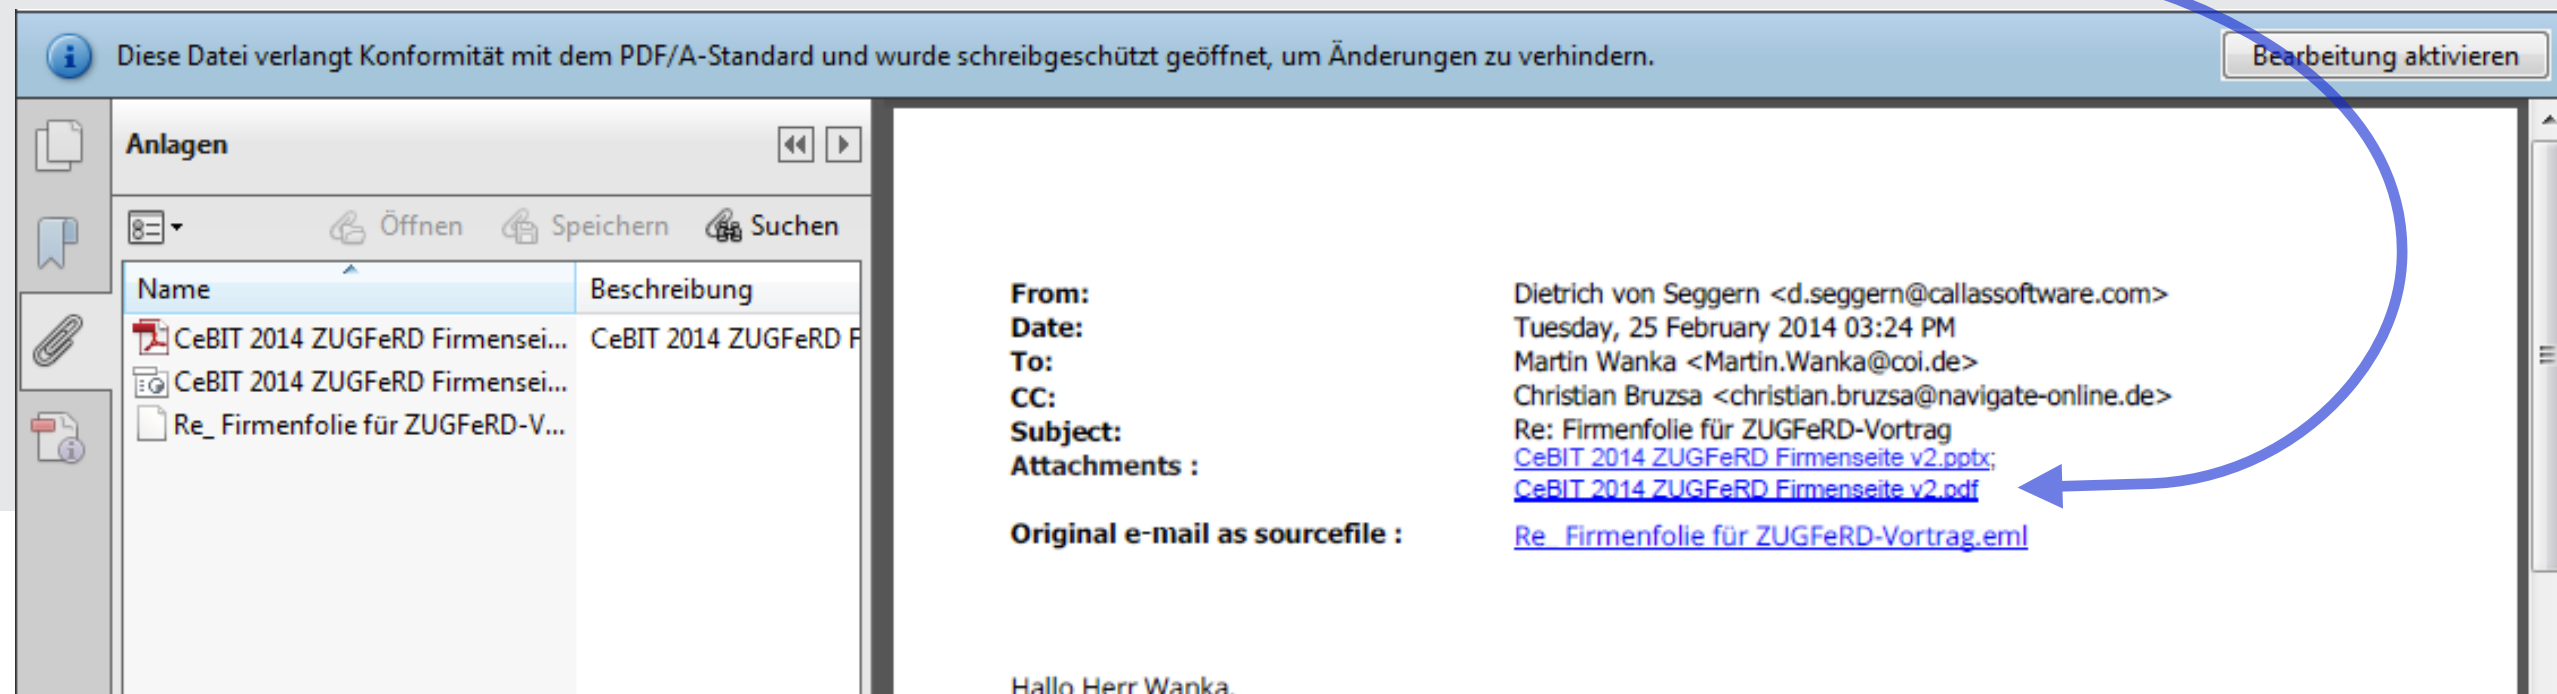 Diese Datei verlangt Konformität mit dem PDF/A-Standard und wurde schreibgeschützt geöffnet, um Änderungen zu verhindern.
Bearbeitung aktivieren
Anlagen
Öffnen Speichern Suchen
Name Beschreibung
CeBIT 2014 ZUGFeRD Firmensei... CeBIT 2014 ZUGFeRD F
CeBIT 2014 ZUGFeRD Firmensei...
Re_ Firmenfolie für ZUGFeRD-V...
From: Dietrich von Seggern <d.seggern@callassoftware.com>
Date: Tuesday, 25 February 2014 03:24 PM
To: Martin Wanka <Martin.Wanka@coi.de>
CC: Christian Bruzsa <christian.bruzsa@navigate-online.de>
Subject: Re: Firmenfolie für ZUGFeRD-Vortrag
Attachments : CeBIT 2014 ZUGFeRD Firmenseite v2.pptx;
CeBIT 2014 ZUGFeRD Firmenseite v2.pdf
Original e-mail as sourcefile : Re_ Firmenfolie für ZUGFeRD-Vortrag.eml
Hallo Herr Wanka,